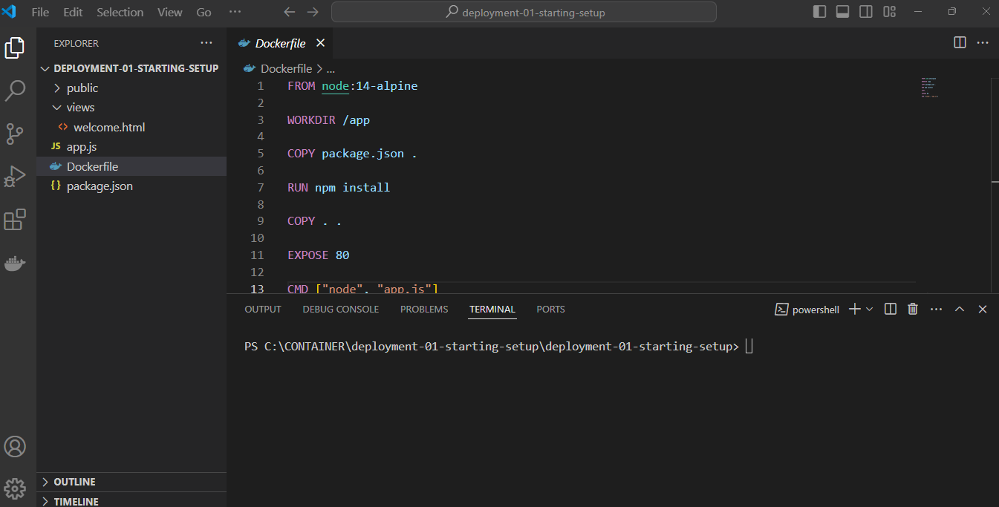 File Edit Selection View Go ···
deployment-01-starting-setup
EXPLORER ···
DEPLOYMENT-01-STARTING-SETUP
public
views
<> welcome.html
JS app.js
Dockerfile
{} package.json
OUTLINE
TIMELINE
Dockerfile
Dockerfile > ...
1 FROM node:14-alpine
2
3 WORKDIR /app
4
5 COPY package.json .
6
7 RUN npm install
8
9 COPY . .
10
11 EXPOSE 80
12
13 CMD ["node", "app.js"]
OUTPUT DEBUG CONSOLE PROBLEMS TERMINAL PORTS powershell
PS C:\CONTAINER\deployment-01-starting-setup\deployment-01-starting-setup>